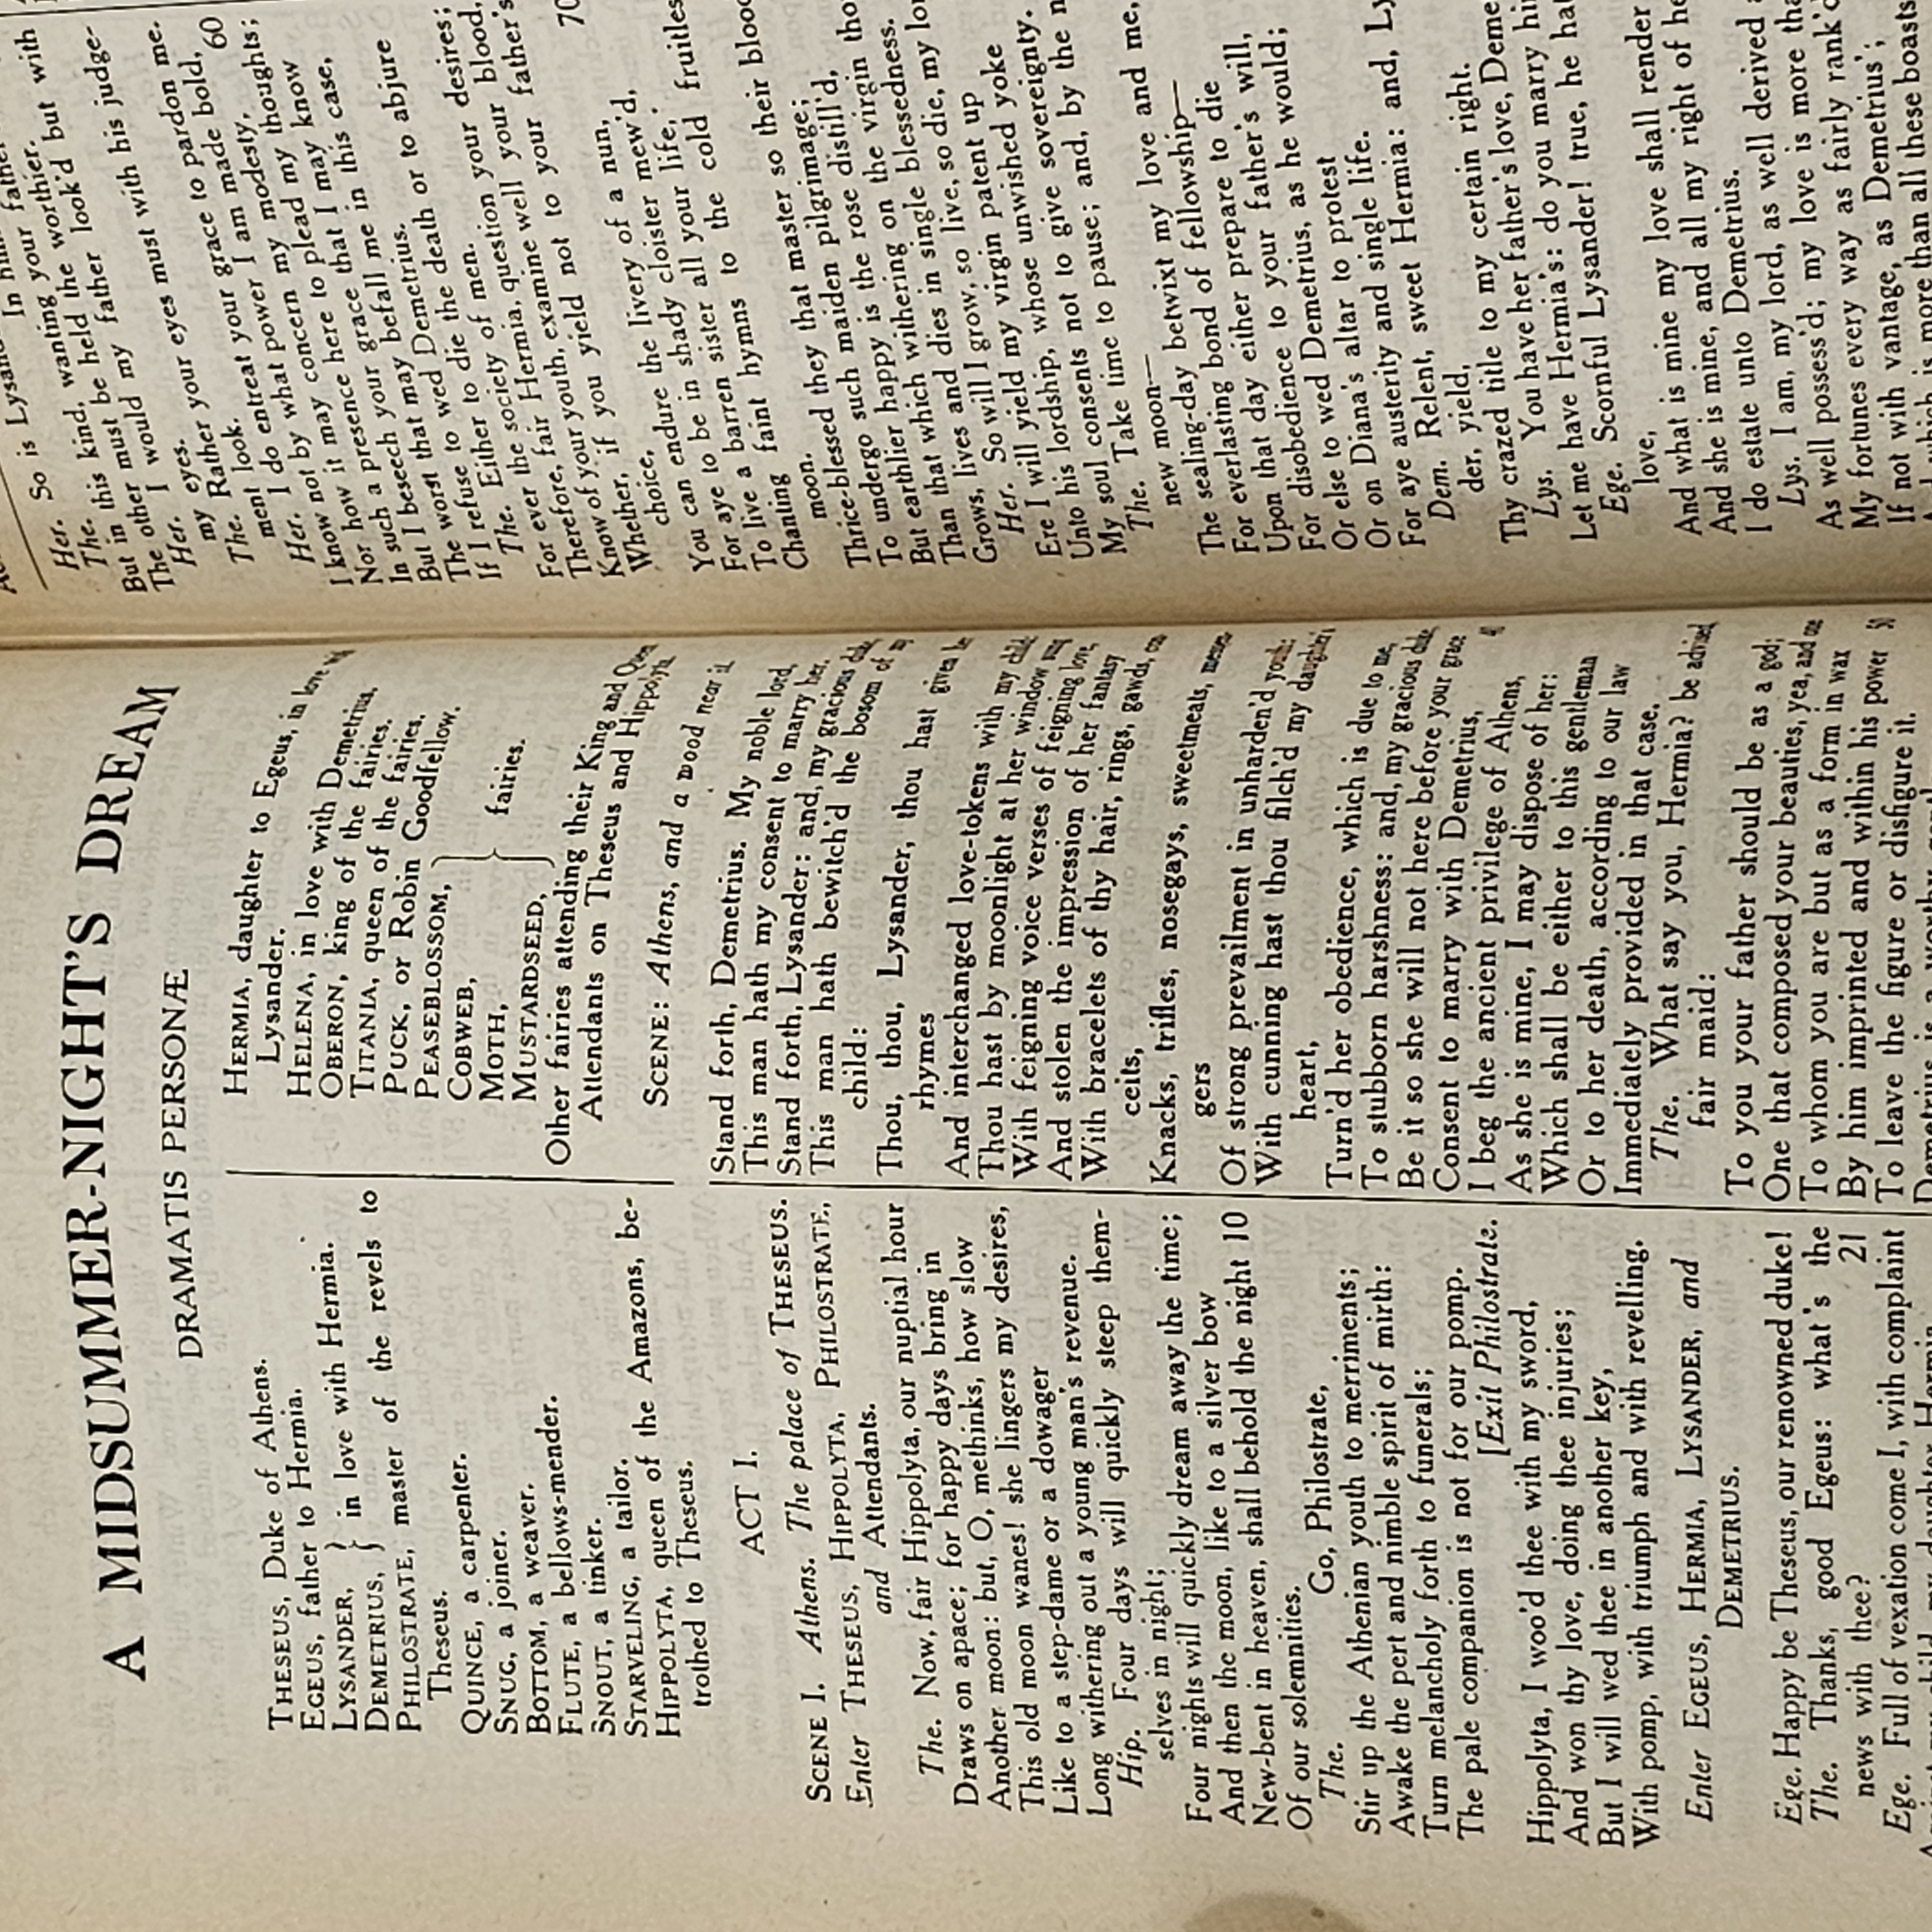 A MIDSUMMER-NIGHT'S DREAM
DRAMATIS PERSONÆ
THESEUS, Duke of Athens.
EGEUS, father to Hermia.
LYSANDER, } in love with Hermia.
DEMETRIUS,
PHILOSTRATE, master of the revels to
Theseus.
QUINCE, a carpenter.
SNUG, a joiner.
BOTTOM, a weaver.
FLUTE, a bellows-mender.
SNOUT, a tinker.
STARVELING, a tailor.
HIPPOLYTA, queen of the Amazons, be-
trothed to Theseus.
HERMIA, daughter to Egeus, in love with
Lysander.
HELENA, in love with Demetrius.
OBERON, king of the fairies.
TITANIA, queen of the fairies.
PUCK, or Robin Goodfellow.
PEASEBLOSSOM,
COBWEB,
MOTH,
MUSTARDSEED,
} fairies.
Other fairies attending their King and Queen
Attendants on Theseus and Hippolyta.
SCENE: Athens, and a wood near it.
ACT I.
SCENE I. Athens. The palace of THESEUS.
Enter THESEUS, HIPPOLYTA, PHILOSTRATE,
and Attendants.
The. Now, fair Hippolyta, our nuptial hour
Draws on apace; for happy days bring in
Another moon: but, O, methinks, how slow
This old moon wanes! she lingers my desires,
Like to a step-dame or a dowager
Long withering out a young man's revenue.
Hip. Four days will quickly steep them-
selves in night;
Four nights will quickly dream away the time;
And then the moon, like to a silver bow
New-bent in heaven, shall behold the night 10
Of our solemnities.
The. Go, Philostrate,
Stir up the Athenian youth to merriments;
Awake the pert and nimble spirit of mirth:
Turn melancholy forth to funerals;
The pale companion is not for our pomp.
[Exit Philostrate.
Hippolyta, I woo'd thee with my sword,
And won thy love, doing thee injuries;
But I will wed thee in another key,
With pomp, with triumph and with revelling.
Enter EGEUS, HERMIA, LYSANDER, and
DEMETRIUS.
Ege. Happy be Theseus, our renowned duke!
The. Thanks, good Egeus: what's the
news with thee? 21
Ege. Full of vexation come I, with complaint
my child, my daughter Hermia.
Stand forth, Demetrius. My noble lord,
This man hath my consent to marry her.
Stand forth, Lysander: and, my gracious duke,
This man hath bewitch'd the bosom of my
child:
Thou, thou, Lysander, thou hast given her
rhymes
And interchanged love-tokens with my child:
Thou hast by moonlight at her window sung
With feigning voice verses of feigning love,
And stolen the impression of her fantasy
With bracelets of thy hair, rings, gawds, con
ceits,
Knacks, trifles, nosegays, sweetmeats, messen-
gers
Of strong prevailment in unharden'd youth:
With cunning hast thou filch'd my daughter's
heart,
Turn'd her obedience, which is due to me,
To stubborn harshness: and, my gracious duke,
Be it so she will not here before your grace
Consent to marry with Demetrius, 40
I beg the ancient privilege of Athens,
As she is mine, I may dispose of her:
Which shall be either to this gentleman
Or to her death, according to our law
Immediately provided in that case.
The. What say you, Hermia? be advised,
fair maid:
To you your father should be as a god;
One that composed your beauties, yea, and one
To whom you are but as a form in wax
By him imprinted and within his power 50
To leave the figure or disfigure it.
Demetrius is a worthy
Her. So is Lysander.
The. In him
But in this kind, wanting your father
The other must be held the worthier.
Her. I would my father look'd but with
my eyes.
The. Rather your eyes must with his judge-
ment look.
Her. I do entreat your grace to pardon me.
I know not by what power I am made bold, 60
Nor how it may concern my modesty,
In such a presence here to plead my thoughts;
But I beseech your grace that I may know
The worst that may befall me in this case,
If I refuse to wed Demetrius.
The. Either to die the death or to abjure
For ever the society of men.
Therefore, fair Hermia, question your desires;
Know of your youth, examine well your blood,
Whether, if you yield not to your father's
choice, 70
You can endure the livery of a nun,
For aye to be in shady cloister mew'd,
To live a barren sister all your life,
Chanting faint hymns to the cold fruitles
moon.
Thrice-blessed they that master so their blood
To undergo such maiden pilgrimage;
But earthlier happy is the rose distill'd,
Than that which withering on the virgin tho
Grows, lives and dies in single blessedness.
Her. So will I grow, so live, so die, my lor
Ere I will yield my virgin patent up
Unto his lordship, whose unwished yoke
My soul consents not to give sovereignty.
The. Take time to pause; and, by the n
new moon—
The sealing-day betwixt my love and me,
For everlasting bond of fellowship—
Upon that day either prepare to die
For disobedience to your father's will,
Or else to wed Demetrius, as he would;
Or on Diana's altar to protest
For aye austerity and single life.
Dem. Relent, sweet Hermia: and, Ly
der, yield,
Thy crazed title to my certain right.
Lys. You have her father's love, Deme
Let me have Hermia's: do you marry hi
Ege. Scornful Lysander! true, he ha
love,
And what is mine my love shall render
And she is mine, and all my right of he
I do estate unto Demetrius.
Lys. I am, my lord, as well derived
As well possess'd; my love is more tha
My fortunes every way as fairly rank'd
If not with vantage, as Demetrius';
And which is more than all these boasts